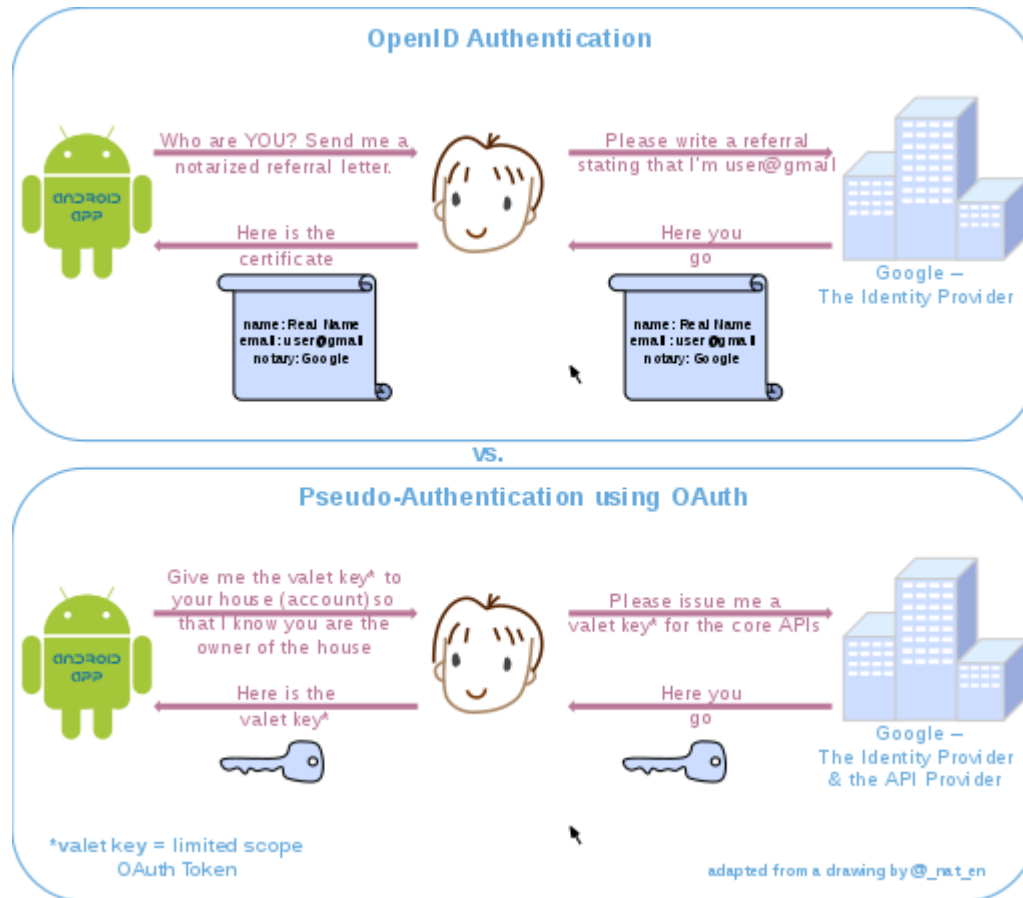 OpenID Authentication
Who are YOU? Send me a
notarized referral letter.
Please write a referral
stating that I'm user@gmail
ANDROID
APP
Here is the
certificate
Here you
go
Google –
The Identity Provider
name: Real Name
email: user@gmail
notary: Google
name: Real Name
email: user@gmail
notary: Google
vs.
Pseudo-Authentication using OAuth
Give me the valet key* to
your house (account) so
that I know you are the
owner of the house
Please issue me a
valet key* for the core APIs
ANDROID
APP
Here is the
valet key*
Here you
go
Google –
The Identity Provider
& the API Provider
*valet key = limited scope
OAuth Token
adapted from a drawing by @_nat_en